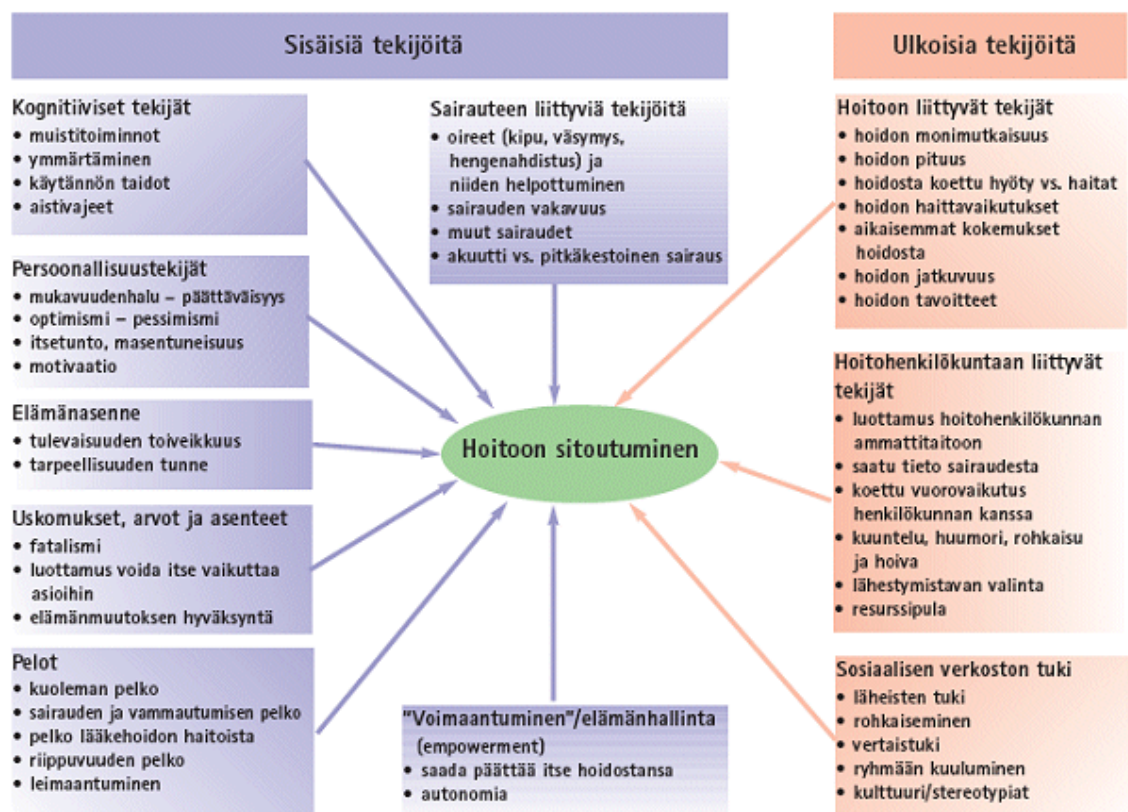 Sisäisiä tekijöitä
Ulkoisia tekijöitä
Kognitiiviset tekijät
• muistitoiminnot
• ymmärtäminen
• käytännön taidot
• aistivajeet
Persoonallisuustekijät
• mukavuudenhalu – päättäväisyys
• optimismi – pessimismi
• itsetunto, masentuneisuus
• motivaatio
Elämänasenne
• tulevaisuuden toiveikkuus
• tarpeellisuuden tunne
Uskomukset, arvot ja asenteet
• fatalismi
• luottamus voida itse vaikuttaa
asioihin
• elämänmuutoksen hyväksyntä
Pelot
• kuoleman pelko
• sairauden ja vammautumisen pelko
• pelko lääkehoidon haitoista
• riippuvuuden pelko
• leimaantuminen
Sairauteen liittyviä tekijöitä
• oireet (kipu, väsymys,
hengenahdistus) ja
niiden helpottuminen
• sairauden vakavuus
• muut sairaudet
• akuutti vs. pitkäkestoinen sairaus
Hoitoon sitoutuminen
"Voimaantuminen"/elämänhallinta
(empowerment)
• saada päättää itse hoidostansa
• autonomia
Hoitoon liittyvät tekijät
• hoidon monimutkaisuus
• hoidon pituus
• hoidosta koettu hyöty vs. haitat
• hoidon haittavaikutukset
• aikaisemmat kokemukset
hoidosta
• hoidon jatkuvuus
• hoidon tavoitteet
Hoitohenkilökuntaan liittyvät
tekijät
• luottamus hoitohenkilökunnan
ammattitaitoon
• saatu tieto sairaudesta
• koettu vuorovaikutus
henkilökunnan kanssa
• kuuntelu, huumori, rohkaisu
ja hoiva
• lähestymistavan valinta
• resurssipula
Sosiaalisen verkoston tuki
• läheisten tuki
• rohkaiseminen
• vertaistuki
• ryhmään kuuluminen
• kulttuuri/stereotypiat